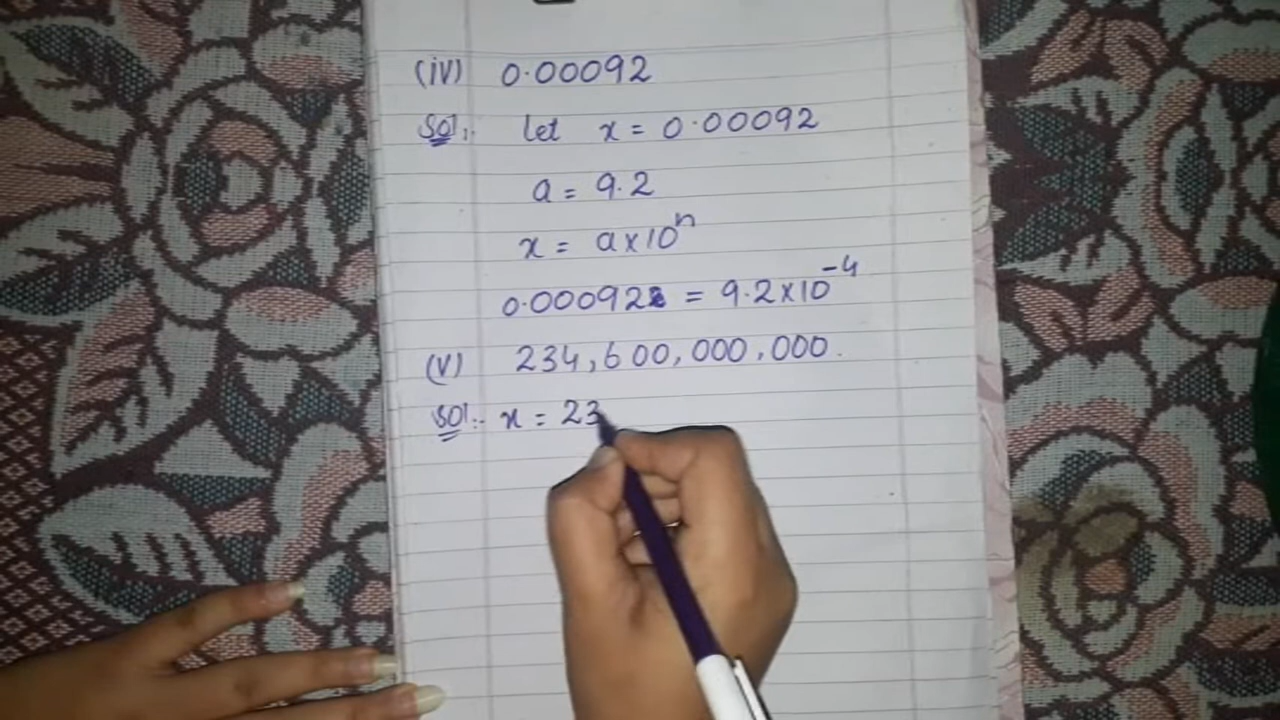 (iv) 0.00092
Sol:- let x = 0.00092
a = 9.2
x = a×10ⁿ
0.00092 = 9.2×10⁻⁴
(v) 234,600,000,000.
Sol:- x = 23